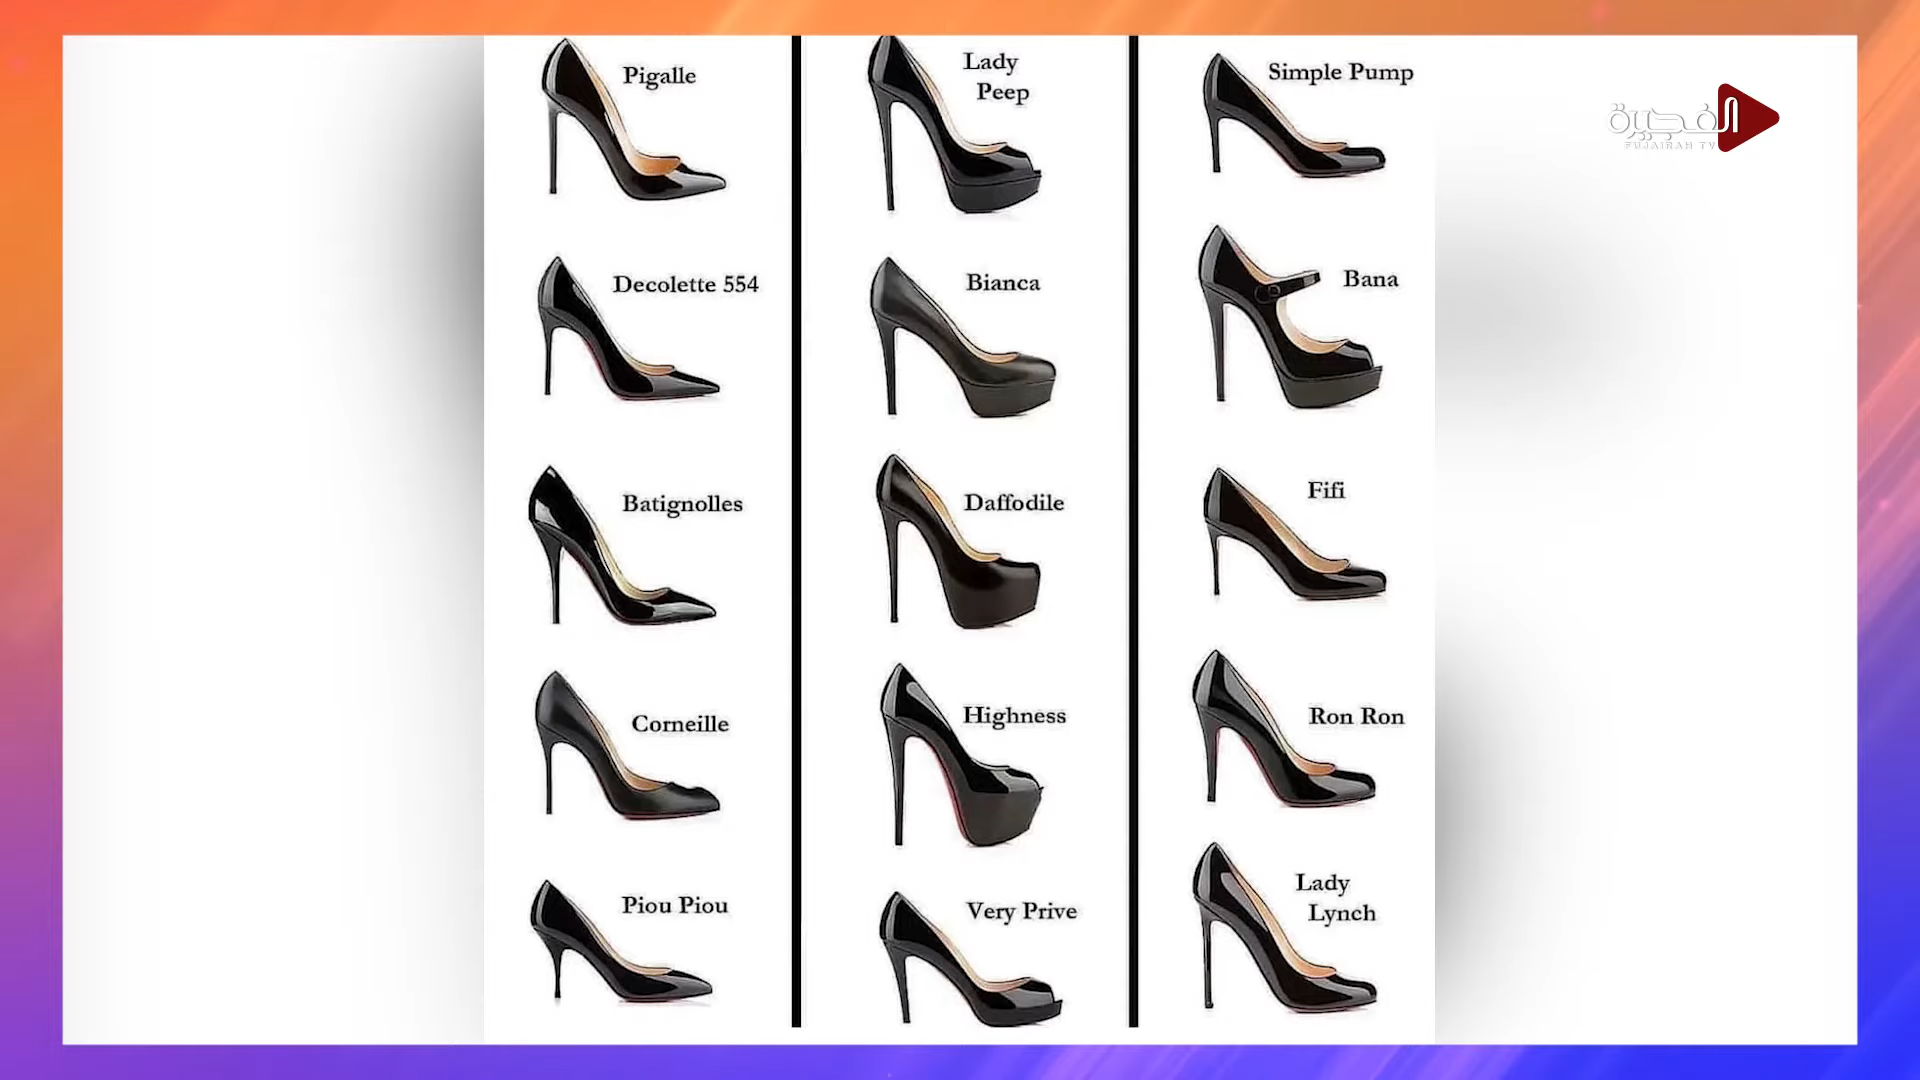 Pigalle
Decolette 554
Batignolles
Corneille
Piou Piou
Lady
Peep
Bianca
Daffodile
Highness
Very Prive
Simple Pump
Bana
Fifi
Ron Ron
Lady
Lynch
الفجيرة
FUJAIRAH TV